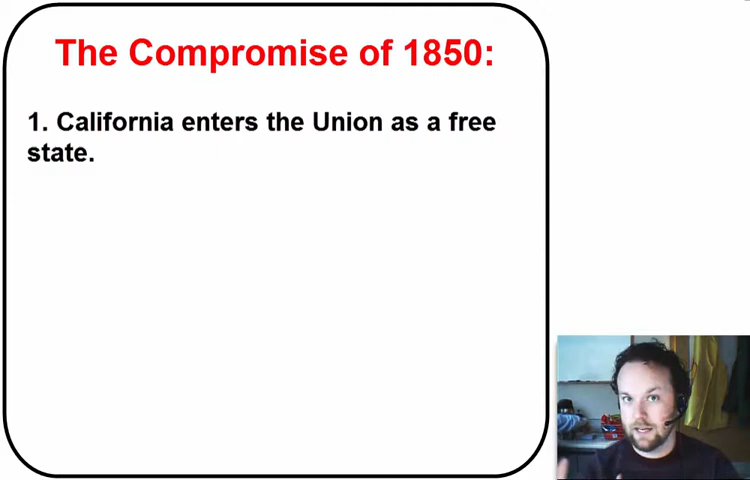 The Compromise of 1850:
1. California enters the Union as a free
state.